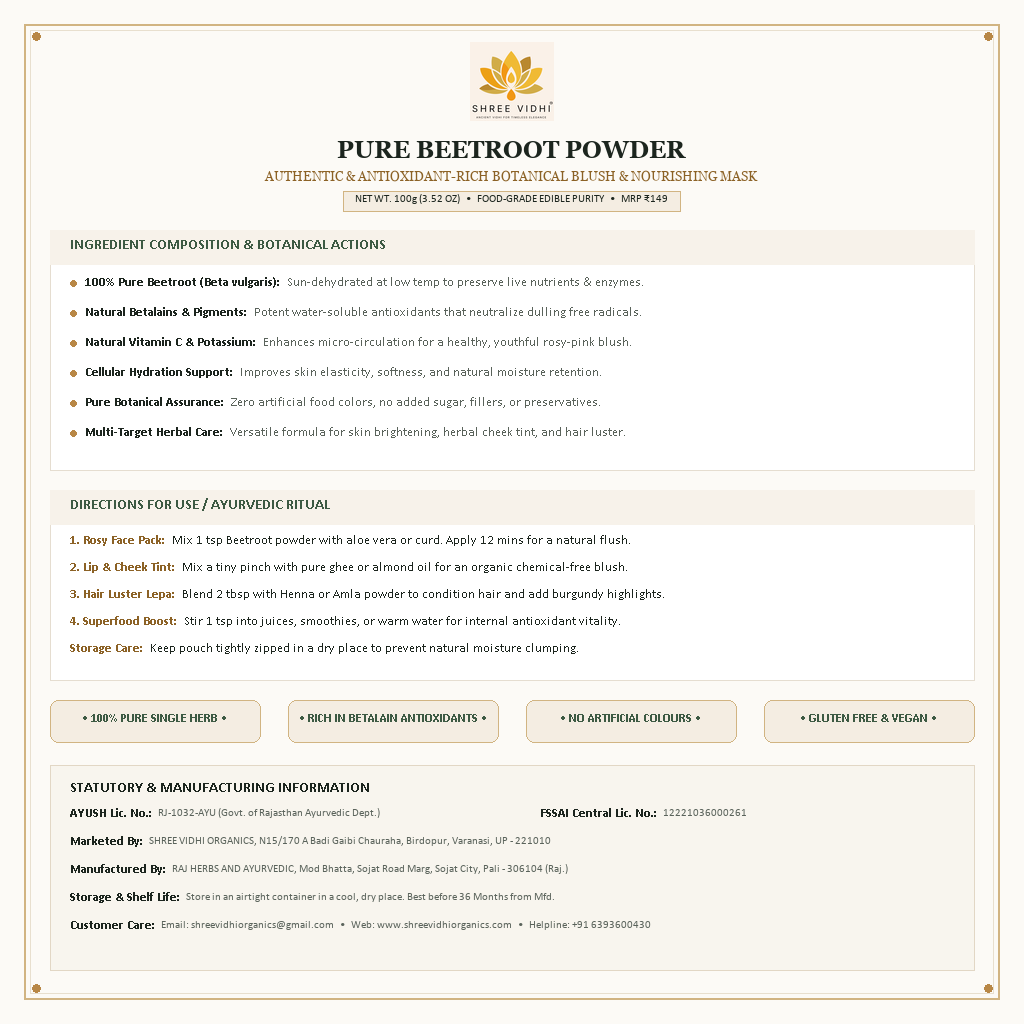 SHREE VIDHI
ANCIENT VIDHI FOR TIMELESS ELEGANCE
PURE BEETROOT POWDER
AUTHENTIC & ANTIOXIDANT-RICH BOTANICAL BLUSH & NOURISHING MASK
NET WT. 100g (3.52 OZ) • FOOD-GRADE EDIBLE PURITY • MRP ₹149
INGREDIENT COMPOSITION & BOTANICAL ACTIONS
100% Pure Beetroot (Beta vulgaris): Sun-dehydrated at low temp to preserve live nutrients & enzymes.
Natural Betalains & Pigments: Potent water-soluble antioxidants that neutralize dulling free radicals.
Natural Vitamin C & Potassium: Enhances micro-circulation for a healthy, youthful rosy-pink blush.
Cellular Hydration Support: Improves skin elasticity, softness, and natural moisture retention.
Pure Botanical Assurance: Zero artificial food colors, no added sugar, fillers, or preservatives.
Multi-Target Herbal Care: Versatile formula for skin brightening, herbal cheek tint, and hair luster.
DIRECTIONS FOR USE / AYURVEDIC RITUAL
1. Rosy Face Pack: Mix 1 tsp Beetroot powder with aloe vera or curd. Apply 12 mins for a natural flush.
2. Lip & Cheek Tint: Mix a tiny pinch with pure ghee or almond oil for an organic chemical-free blush.
3. Hair Luster Lepa: Blend 2 tbsp with Henna or Amla powder to condition hair and add burgundy highlights.
4. Superfood Boost: Stir 1 tsp into juices, smoothies, or warm water for internal antioxidant vitality.
Storage Care: Keep pouch tightly zipped in a dry place to prevent natural moisture clumping.
• 100% PURE SINGLE HERB • • RICH IN BETALAIN ANTIOXIDANTS • • NO ARTIFICIAL COLOURS • • GLUTEN FREE & VEGAN •
STATUTORY & MANUFACTURING INFORMATION
AYUSH Lic. No.: RJ-1032-AYU (Govt. of Rajasthan Ayurvedic Dept.) FSSAI Central Lic. No.: 12221036000261
Marketed By: SHREE VIDHI ORGANICS, N15/170 A Badi Gaibi Chauraha, Birdopur, Varanasi, UP - 221010
Manufactured By: RAJ HERBS AND AYURVEDIC, Mod Bhatta, Sojat Road Marg, Sojat City, Pali - 306104 (Raj.)
Storage & Shelf Life: Store in an airtight container in a cool, dry place. Best before 36 Months from Mfd.
Customer Care: Email: shreevidhiorganics@gmail.com • Web: www.shreevidhiorganics.com • Helpline: +91 6393600430